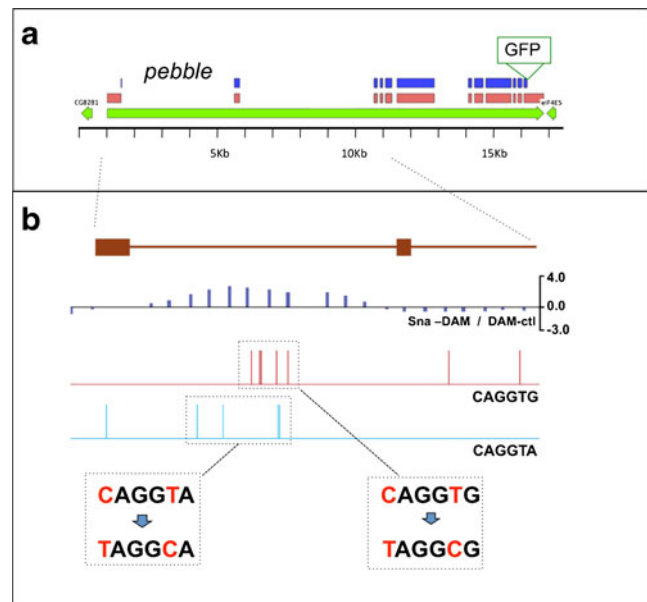 a
GFP
pebble
CG8281
eIF4E5
5Kb
10Kb
15Kb
b
4.0
0.0
-3.0
Sna –DAM / DAM-ctl
CAGGTG
CAGGTA
CAGGTA
TAGGCA
CAGGTG
TAGGCG